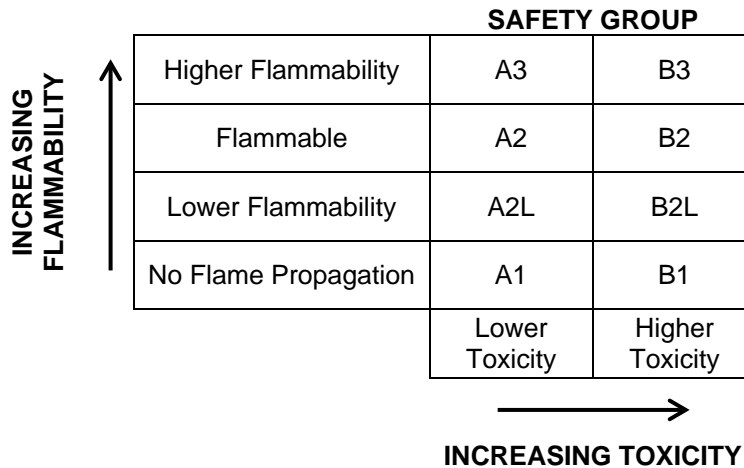 SAFETY GROUP
INCREASING
FLAMMABILITY
Higher Flammability A3 B3
Flammable A2 B2
Lower Flammability A2L B2L
No Flame Propagation A1 B1
Lower Higher
Toxicity Toxicity
INCREASING TOXICITY